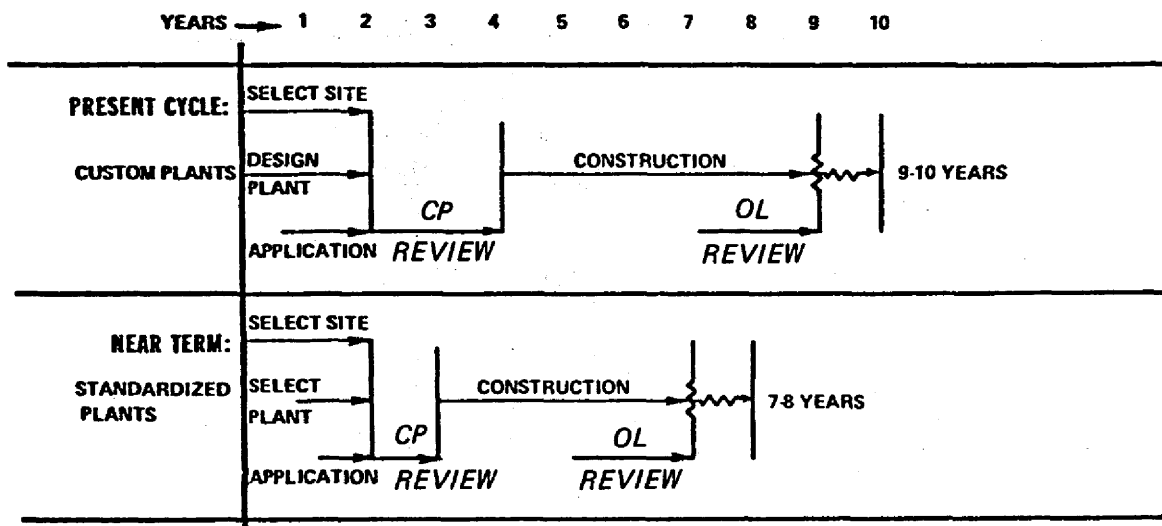 YEARS 1 2 3 4 5 6 7 8 9 10
PRESENT CYCLE:
SELECT SITE
CUSTOM PLANTS
DESIGN
PLANT
CONSTRUCTION
9-10 YEARS
CP
OL
APPLICATION
REVIEW
REVIEW
NEAR TERM:
SELECT SITE
STANDARDIZED
PLANTS
SELECT
PLANT
CONSTRUCTION
7-8 YEARS
CP
OL
APPLICATION
REVIEW
REVIEW